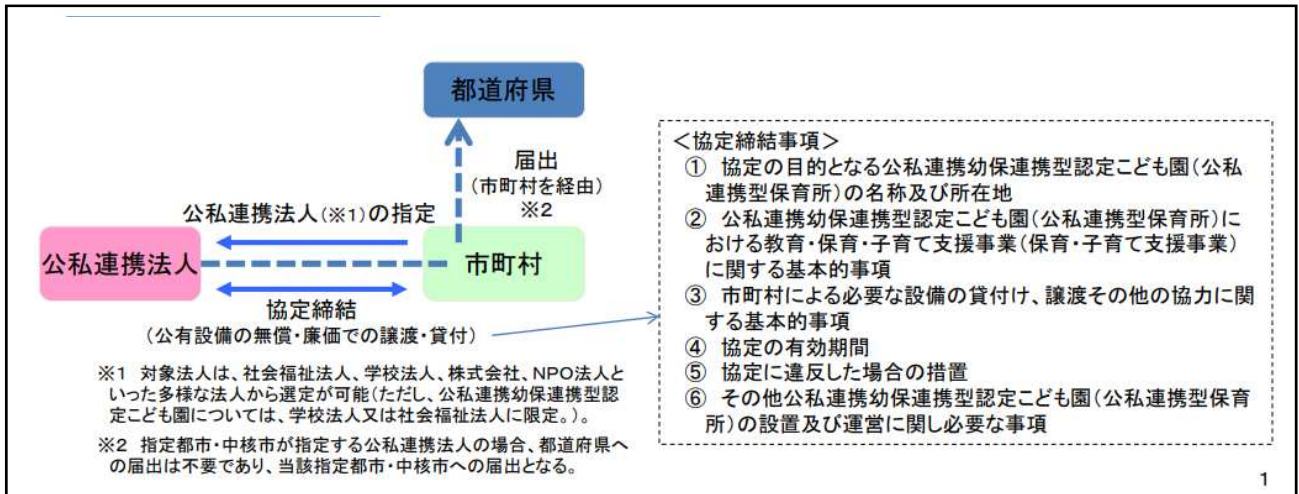 都道府県
届出
(市町村を経由)
※2
公私連携法人(※1)の指定
公私連携法人
市町村
協定締結
(公有設備の無償・廉価での譲渡・貸付)
※1 対象法人は、社会福祉法人、学校法人、株式会社、NPO法人と
いった多様な法人から選定が可能(ただし、公私連携幼保連携型認
定こども園については、学校法人又は社会福祉法人に限定。)。
※2 指定都市・中核市が指定する公私連携法人の場合、都道府県へ
の届出は不要であり、当該指定都市・中核市への届出となる。
<協定締結事項>
① 協定の目的となる公私連携幼保連携型認定こども園(公私
連携型保育所)の名称及び所在地
② 公私連携幼保連携型認定こども園(公私連携型保育所)に
おける教育・保育・子育て支援事業(保育・子育て支援事業)
に関する基本的事項
③ 市町村による必要な設備の貸付け、譲渡その他の協力に関
する基本的事項
④ 協定の有効期間
⑤ 協定に違反した場合の措置
⑥ その他公私連携幼保連携型認定こども園(公私連携型保育
所)の設置及び運営に関し必要な事項
1